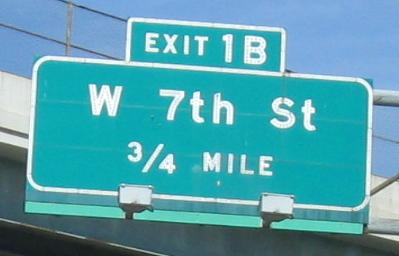 EXIT 1B
W 7th St
3/4 MILE